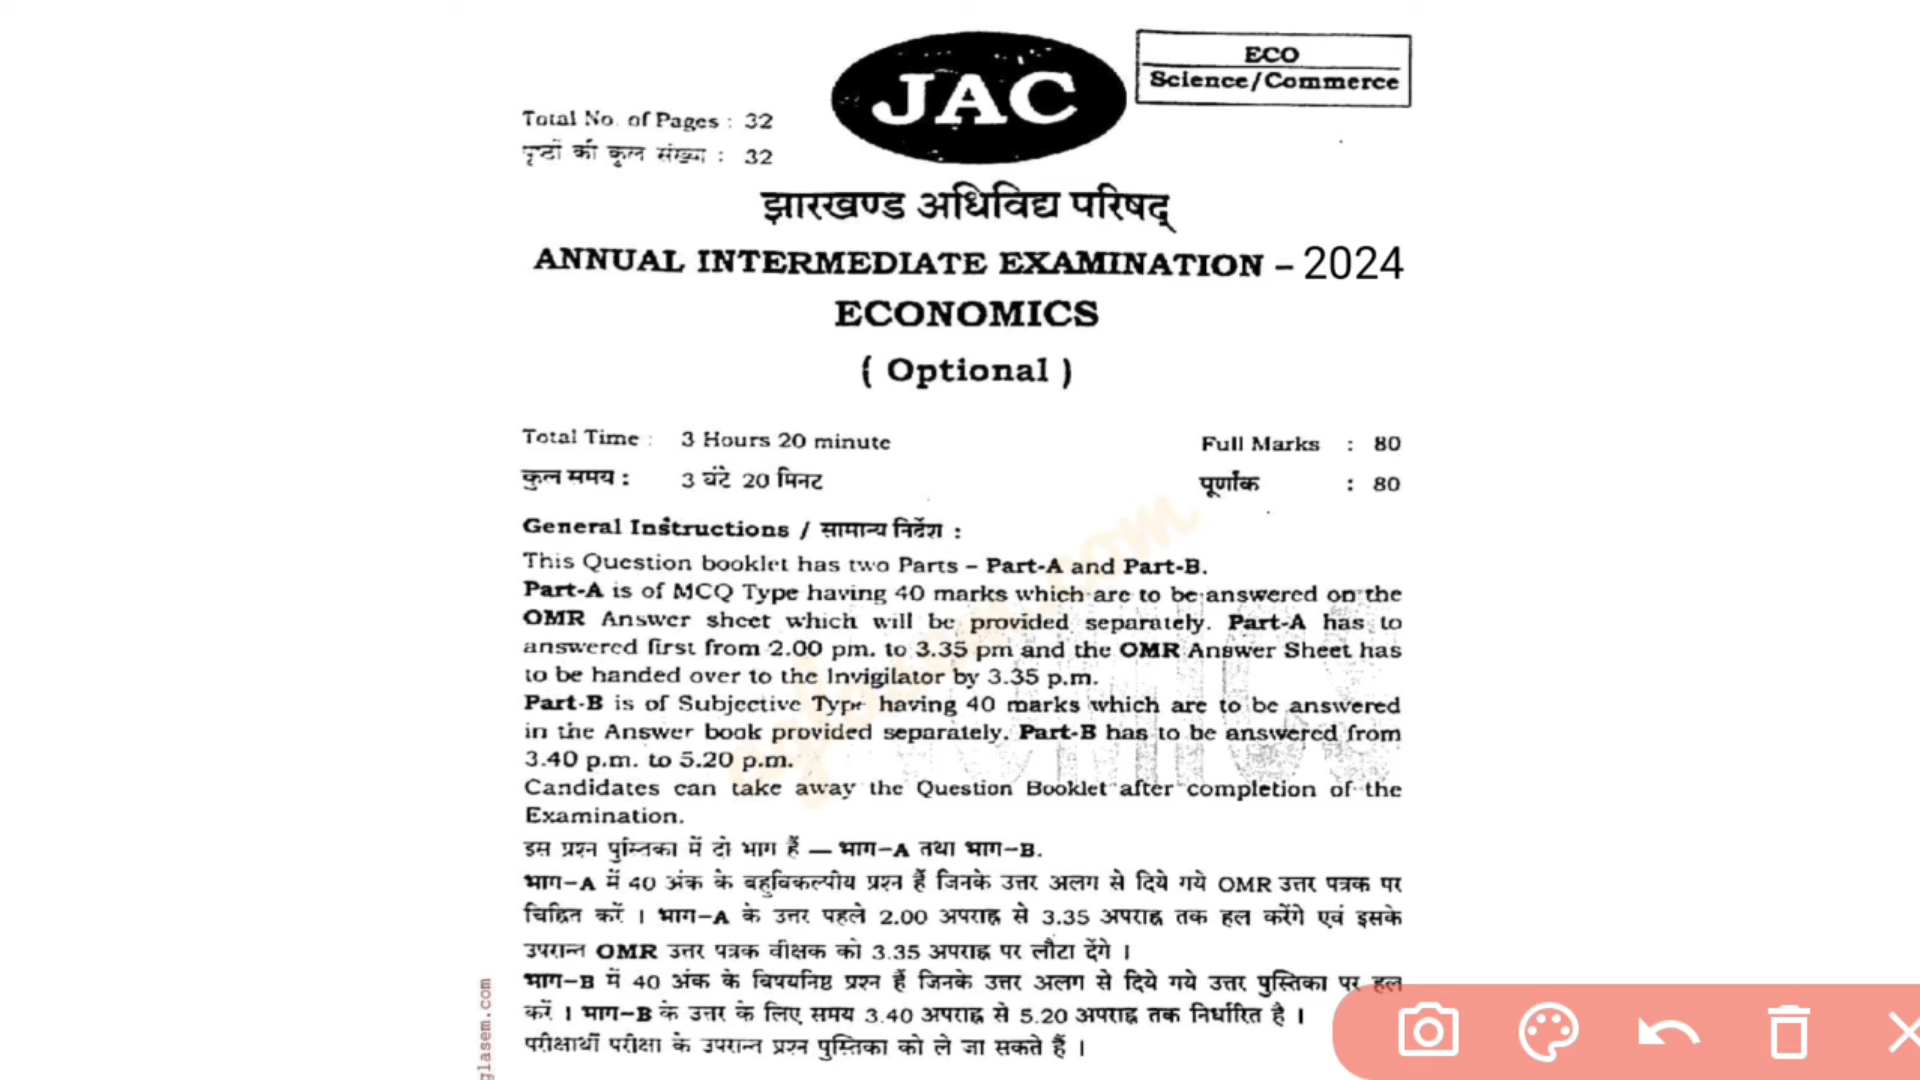 JAC
ECO
Science/Commerce
Total No. of Pages : 32
पृष्ठों की कुल संख्या : 32
झारखण्ड अधिविद्य परिषद्
ANNUAL INTERMEDIATE EXAMINATION – 2024
ECONOMICS
( Optional )
Total Time : 3 Hours 20 minute Full Marks : 80
कुल समय : 3 घंटे 20 मिनट पूर्णांक : 80
General Instructions / सामान्य निर्देश :
This Question booklet has two Parts – Part-A and Part-B.
Part-A is of MCQ Type having 40 marks which are to be answered on the
OMR Answer sheet which will be provided separately. Part-A has to
answered first from 2.00 pm. to 3.35 pm and the OMR Answer Sheet has
to be handed over to the Invigilator by 3.35 p.m.
Part-B is of Subjective Type having 40 marks which are to be answered
in the Answer book provided separately. Part-B has to be answered from
3.40 p.m. to 5.20 p.m.
Candidates can take away the Question Booklet after completion of the
Examination.
इस प्रश्न पुस्तिका में दो भाग हैं — भाग–A तथा भाग–B.
भाग–A में 40 अंक के बहुविकल्पीय प्रश्न हैं जिनके उत्तर अलग से दिये गये OMR उत्तर पत्रक पर
चिह्नित करें । भाग–A के उत्तर पहले 2.00 अपराह्न से 3.35 अपराह्न तक हल करेंगे एवं इसके
उपरान्त OMR उत्तर पत्रक वीक्षक को 3.35 अपराह्न पर लौटा देंगे ।
भाग–B में 40 अंक के विषयनिष्ठ प्रश्न हैं जिनके उत्तर अलग से दिये गये उत्तर पुस्तिका पर हल
करें । भाग–B के उत्तर के लिए समय 3.40 अपराह्न से 5.20 अपराह्न तक निर्धारित है ।
परीक्षार्थी परीक्षा के उपरान्त प्रश्न पुस्तिका को ले जा सकते हैं ।
glasem.com